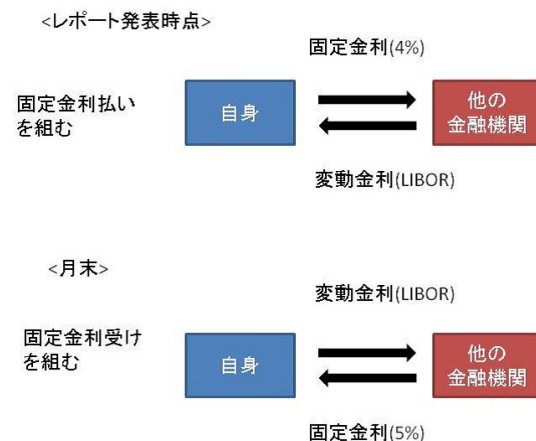 <レポート発表時点>
固定金利(4%)
固定金利払い
を組む
自身
他の
金融機関
変動金利(LIBOR)
<月末>
変動金利(LIBOR)
固定金利受け
を組む
自身
他の
金融機関
固定金利(5%)